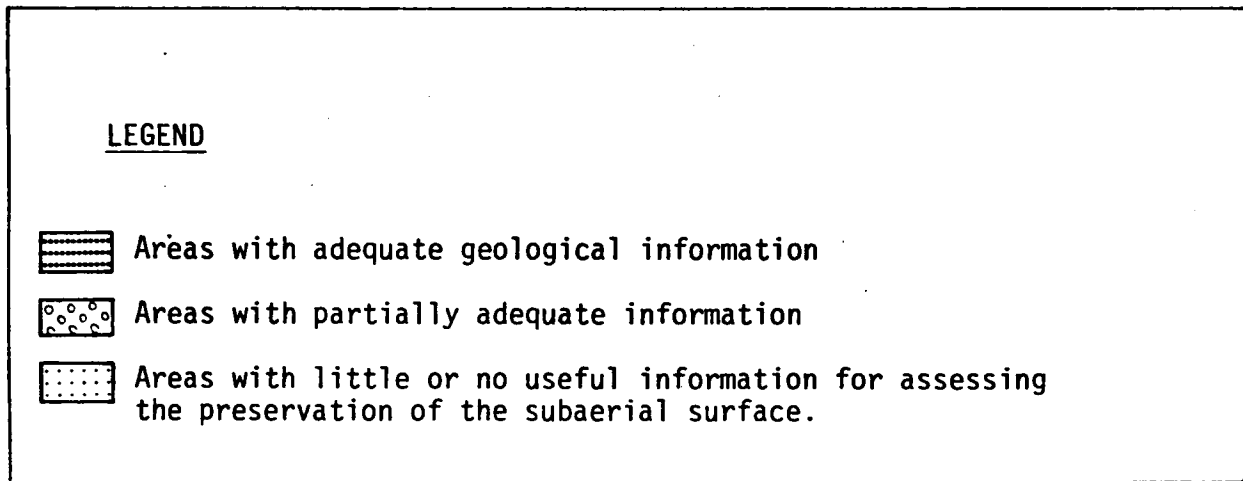 LEGEND
Areas with adequate geological information
Areas with partially adequate information
Areas with little or no useful information for assessing
the preservation of the subaerial surface.